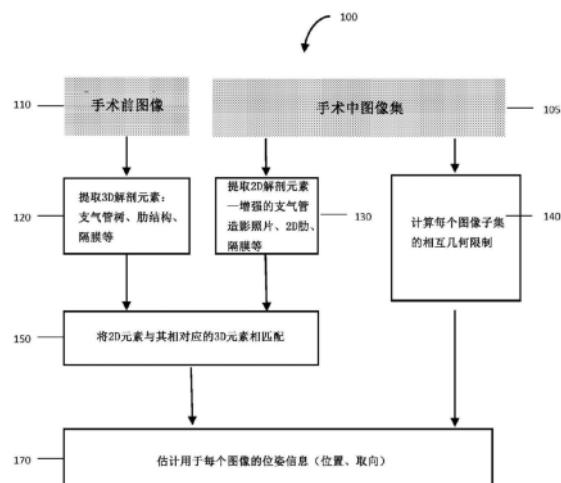 100
110
手术前图像
手术中图像集
105
提取3D解剖元素：
支气管树、肋结构、
隔膜等
120
提取2D解剖元素
—增强的支气管
造影照片、2D肋、
隔膜等
130
计算每个图像子集
的相互几何限制
140
150
将2D元素与其相对应的3D元素相匹配
170
估计用于每个图像的位姿信息（位置、取向）